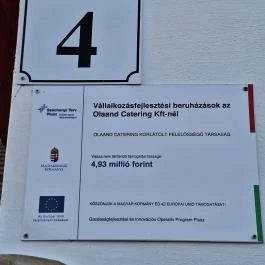 4
Széchenyi Terv
Plusz
Vállalkozásfejlesztési beruházások az
Olaand Catering Kft-nél
OLAAND CATERING KORLÁTOLT FELELŐSSÉGŰ TÁRSASÁG
Vissza nem térítendő támogatás összege:
4,93 millió forint
MAGYARORSZÁG
KORMÁNYA
KÖSZÖNJÜK A MAGYAR KORMÁNY ÉS AZ EURÓPAI UNIÓ TÁMOGATÁSÁT!
Az Európai Unió
társfinanszírozásával
Gazdaságfejlesztési és Innovációs Operatív Program Plusz